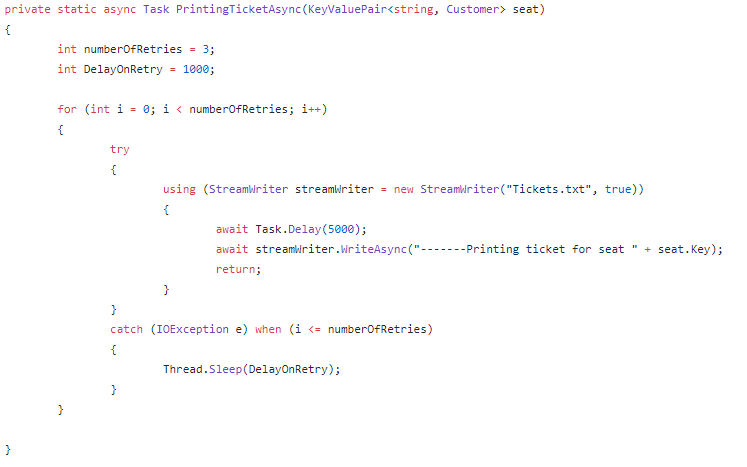 private static async Task PrintingTicketAsync(KeyValuePair<string, Customer> seat)
{
int numberOfRetries = 3;
int DelayOnRetry = 1000;
for (int i = 0; i < numberOfRetries; i++)
{
try
{
using (StreamWriter streamWriter = new StreamWriter("Tickets.txt", true))
{
await Task.Delay(5000);
await streamWriter.WriteAsync("-------Printing ticket for seat " + seat.Key);
return;
}
}
catch (IOException e) when (i <= numberOfRetries)
{
Thread.Sleep(DelayOnRetry);
}
}
}